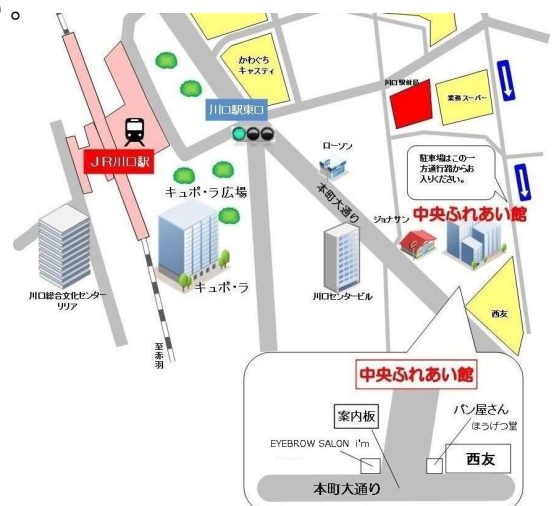 。
かわぐち
キャスティ
川口駅東口
川口駅前局
業務スーパー
ローソン
駐車場はこの一
方通行路からお
入りください。
JR川口駅
キュポ・ラ広場
本町大通り
ジョナサン
中央ふれあい館
川口総合文化センター
リリア
キュポ・ラ
川口センタービル
西友
至赤羽
中央ふれあい館
案内板
パン屋さん
ほうげつ堂
EYEBROW SALON i'm
西友
本町大通り